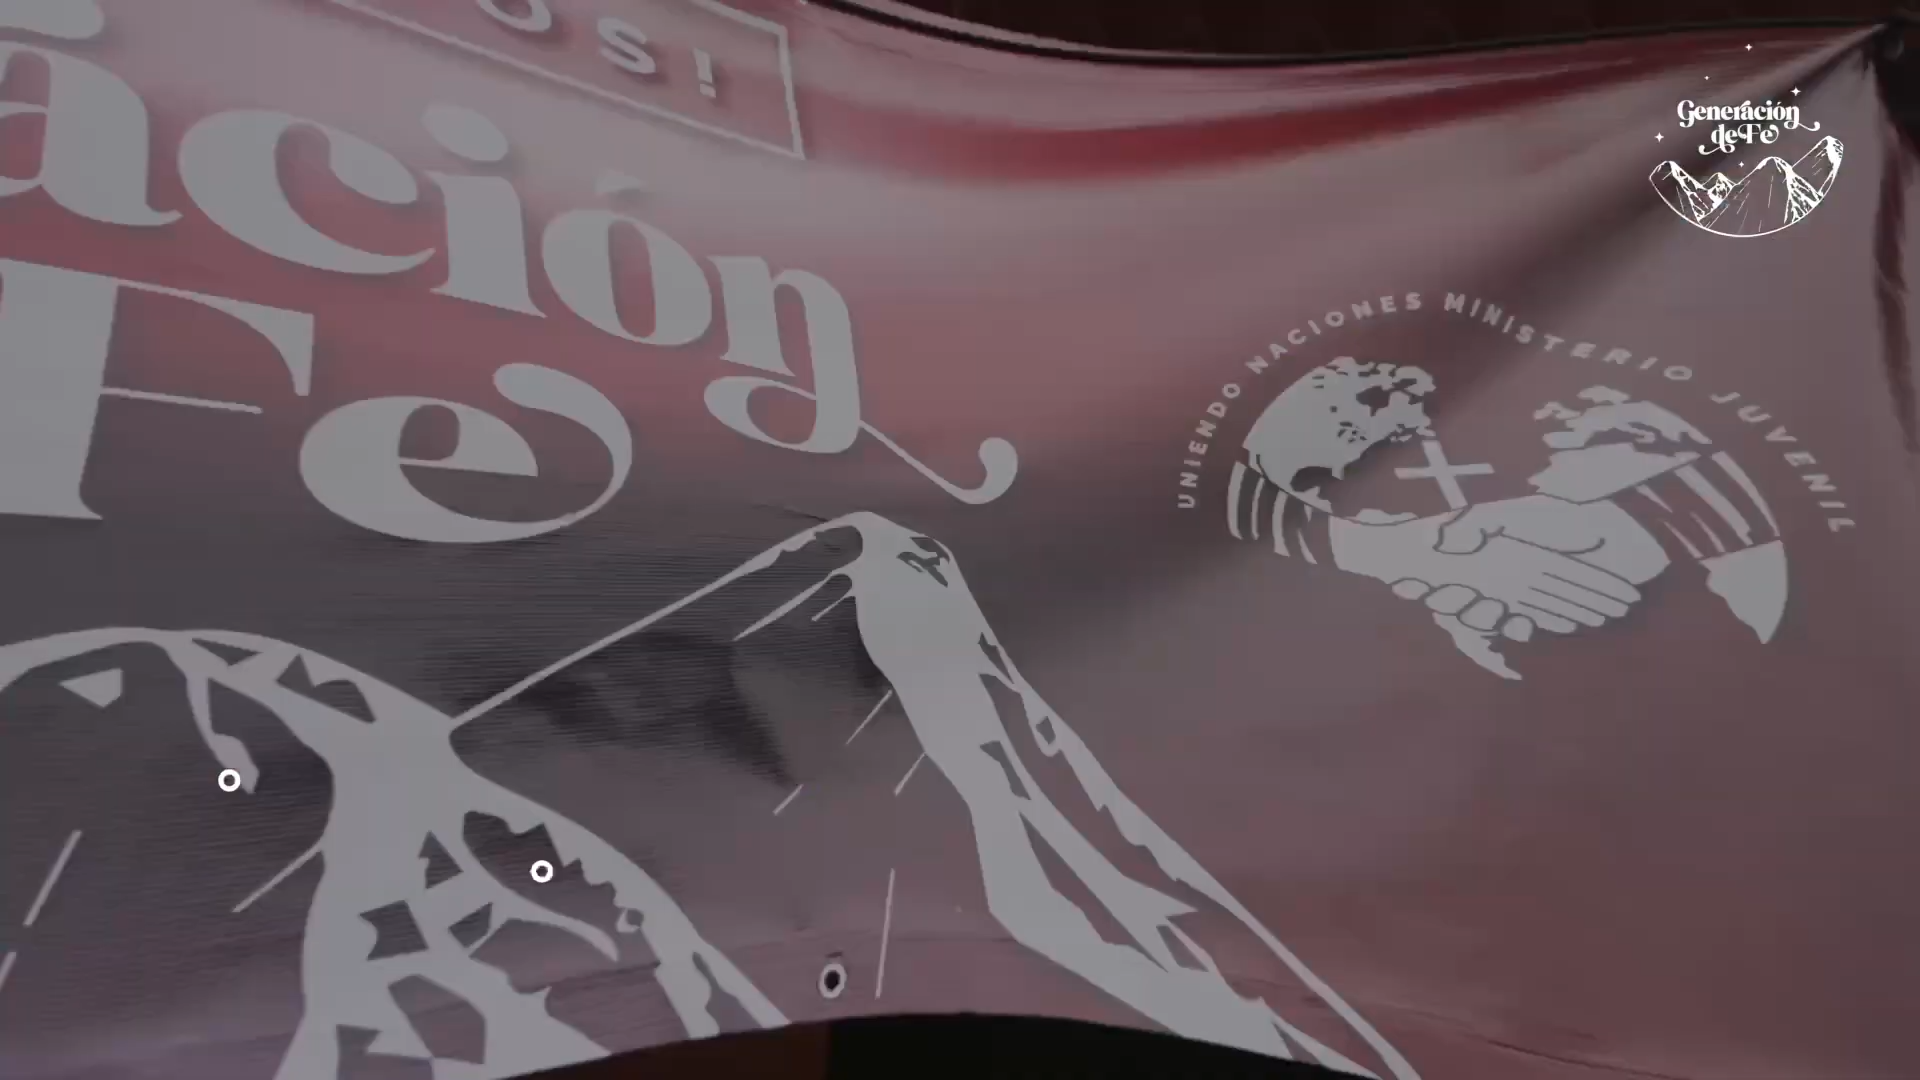 OS!
ación
Fe
UNIENDO NACIONES MINISTERIO JUVENIL
Generación
de Fe